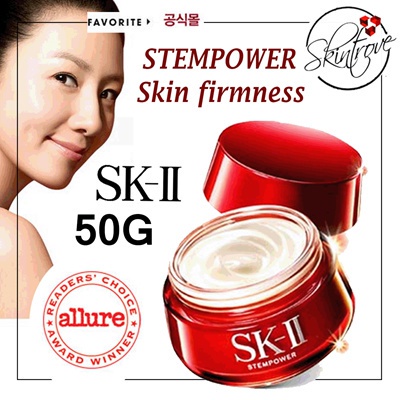 FAVORITE 공식몰
Skintrove
STEMPOWER
Skin firmness
SK-II
50G
READERS' CHOICE
allure
AWARD WINNER
SK-II
STEMPOWER